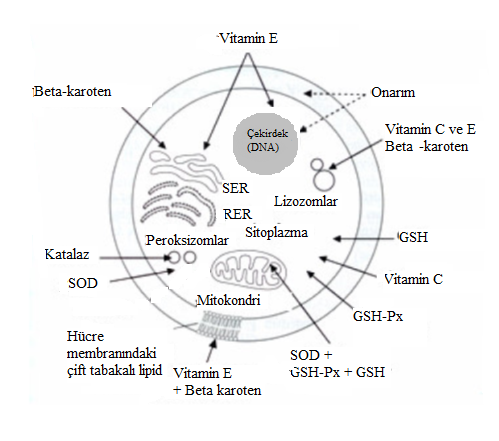 Vitamin E
Beta-karoten
Onarım
Çekirdek
(DNA)
Vitamin C ve E
Beta -karoten
SER
Lizozomlar
RER
Sitoplazma
Peroksizomlar
GSH
Katalaz
SOD
Vitamin C
Mitokondri
GSH-Px
Hücre
membranındaki
çift tabakalı lipid
Vitamin E
+ Beta karoten
SOD +
GSH-Px + GSH